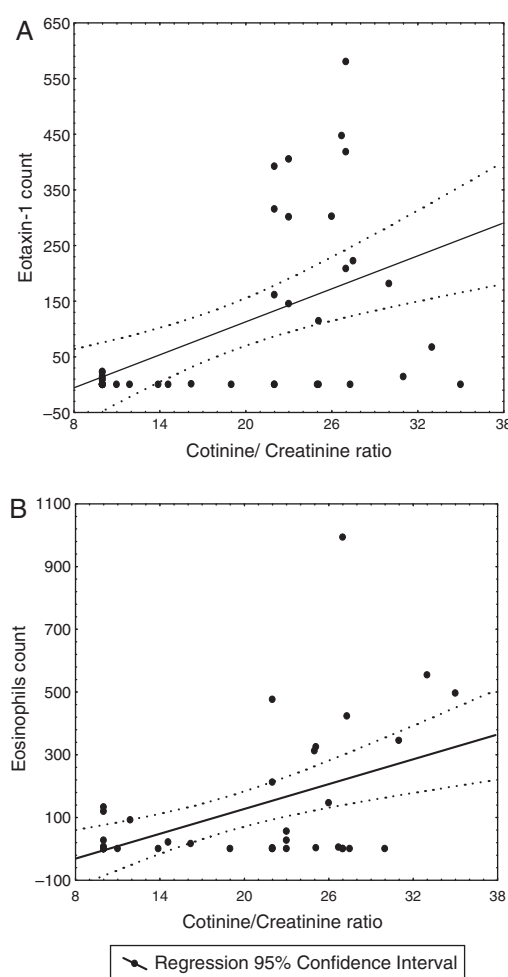 A
650
550
450
350
250
150
50
−50
Eotaxin-1 count
8 14 20 26 32 38
Cotinine/ Creatinine ratio
B
1100
900
700
500
300
100
−100
Eosinophils count
8 14 20 26 32 38
Cotinine/Creatinine ratio
Regression 95% Confidence Interval